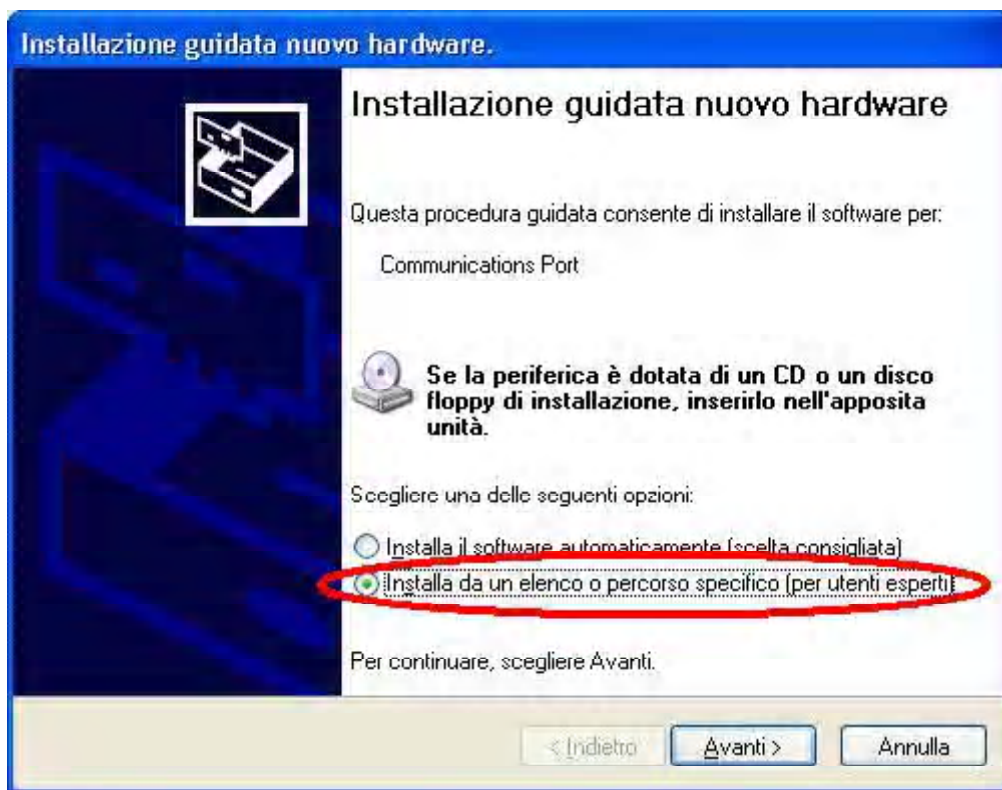 Installazione guidata nuovo hardware.
Installazione guidata nuovo hardware
Questa procedura guidata consente di installare il software per:
Communications Port
Se la periferica è dotata di un CD o un disco
floppy di installazione, inserirlo nell'apposita
unità.
Scegliere una delle seguenti opzioni:
Installa il software automaticamente (scelta consigliata)
Installa da un elenco o percorso specifico (per utenti esperti)
Per continuare, scegliere Avanti.
< Indietro
Avanti >
Annulla